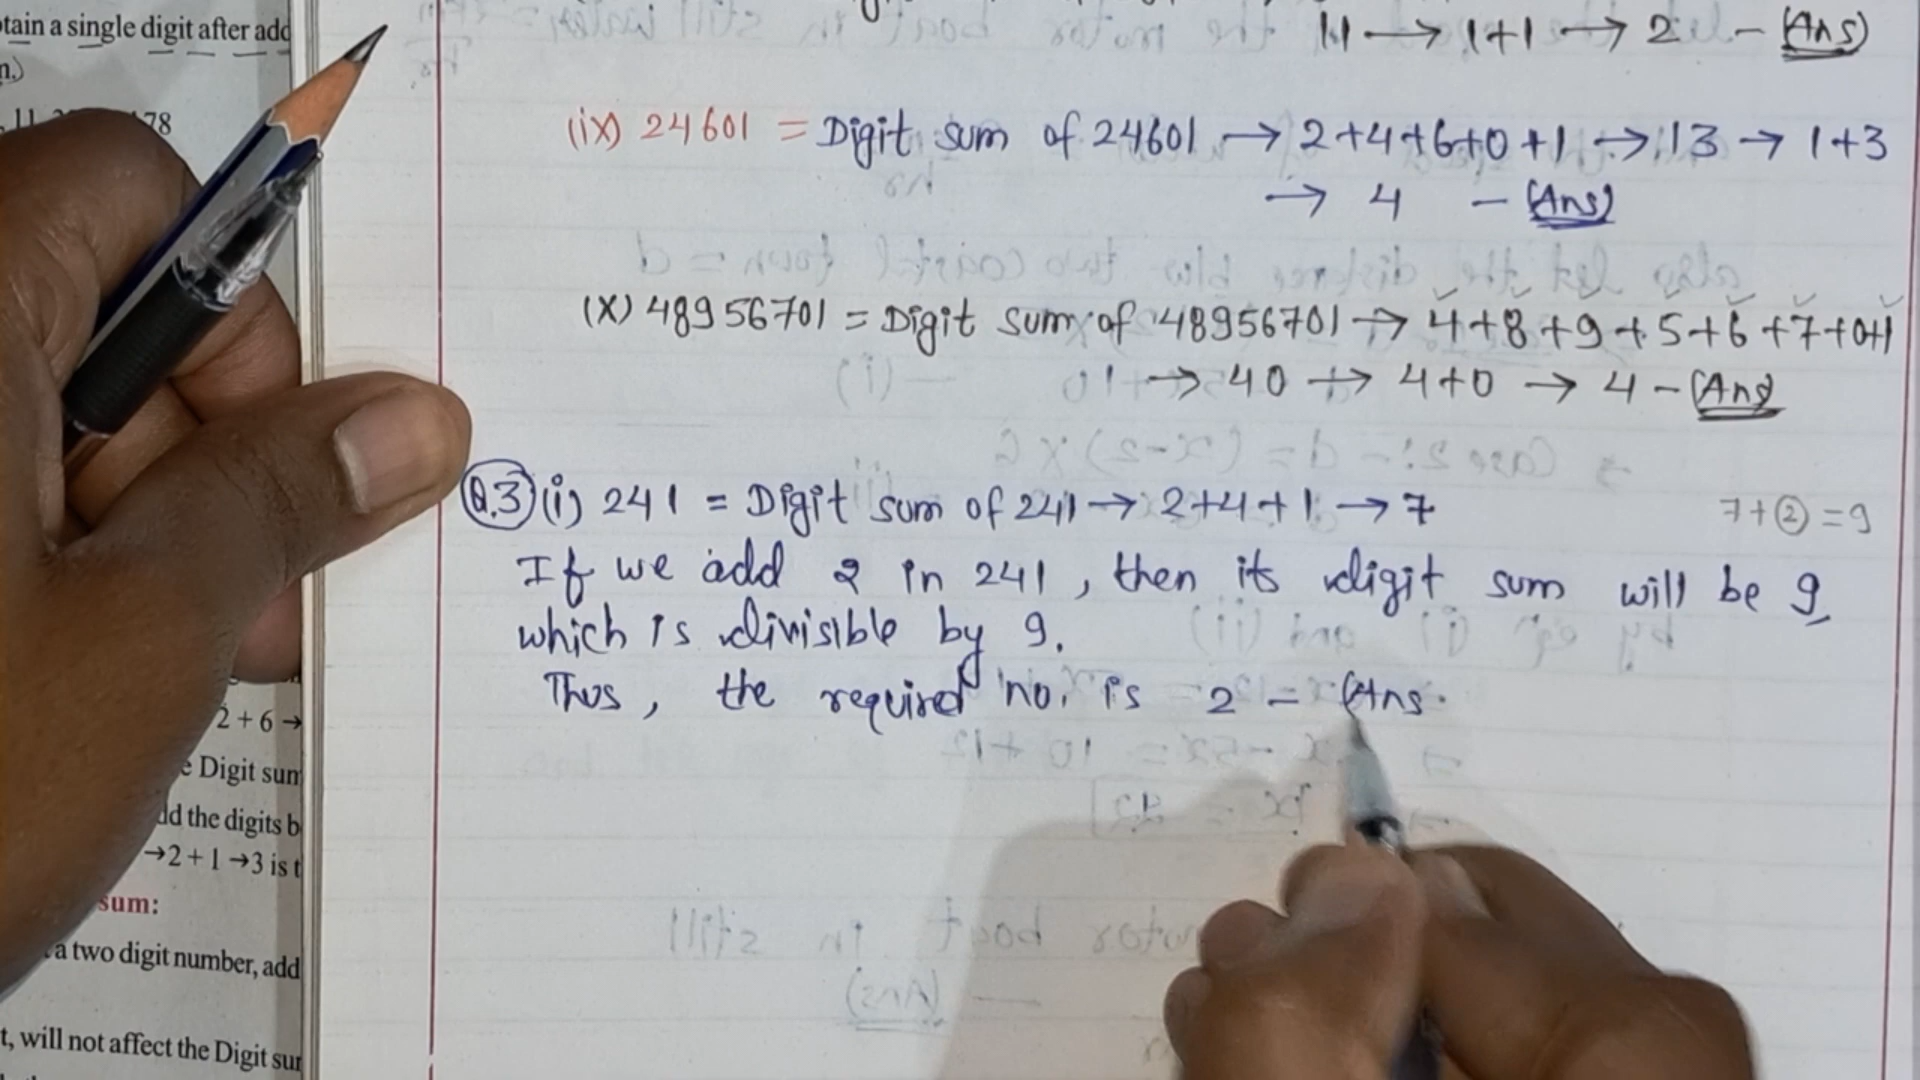 tain a single digit after add
n.)
78
2 + 6 →
e Digit sum
dd the digits b
→2 + 1 →3 is t
sum:
a two digit number, add
t, will not affect the Digit sur
11 → 1+1 → 2 - (Ans)
(ix) 24601 = Digit sum of 24601 → 2+4+6+0+1 → 13 → 1+3
→ 4 - (Ans)
(X) 48956701 = Digit sum of 48956701 → 4+8+9+5+6+7+0+1
→ 40 → 4+0 → 4 - (Ans)
Q.3 (i) 241 = Digit sum of 241 → 2+4+1 → 7
7+2=9
If we add 2 in 241, then its digit sum will be 9,
which is divisible by 9.
Thus, the required no. is 2 - (Ans.